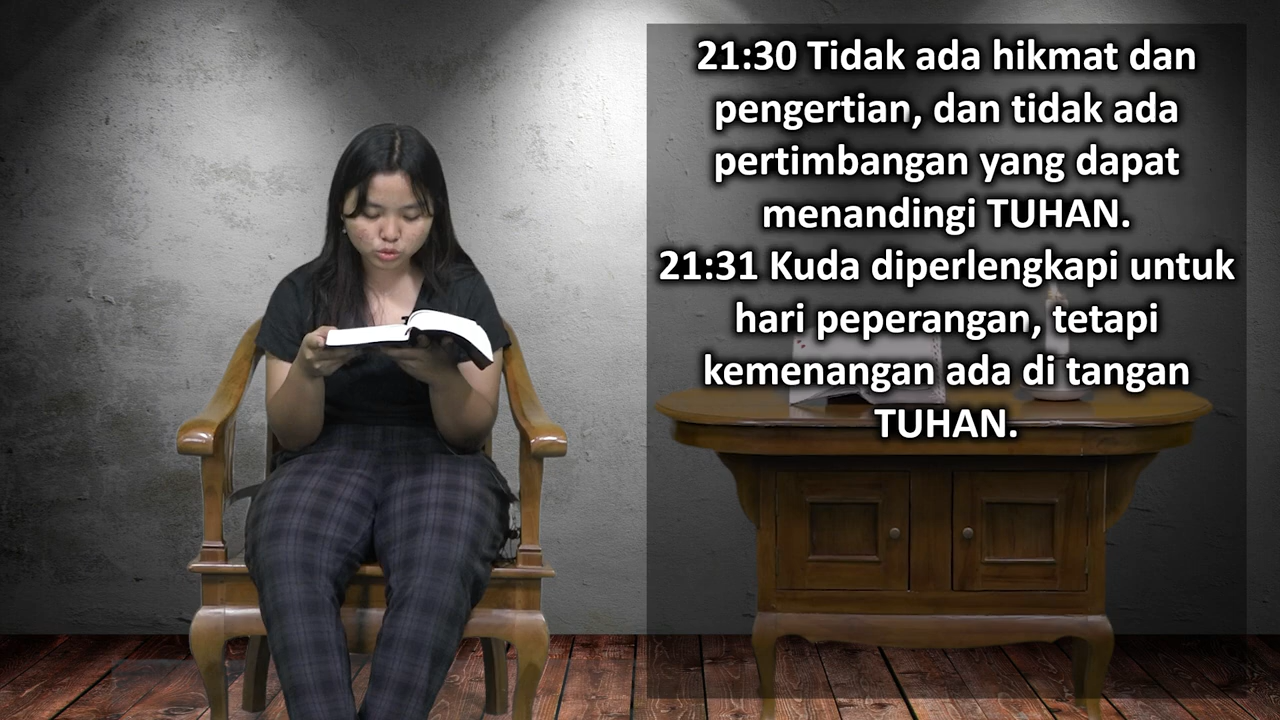 21:30 Tidak ada hikmat dan
pengertian, dan tidak ada
pertimbangan yang dapat
menandingi TUHAN.
21:31 Kuda diperlengkapi untuk
hari peperangan, tetapi
kemenangan ada di tangan
TUHAN.